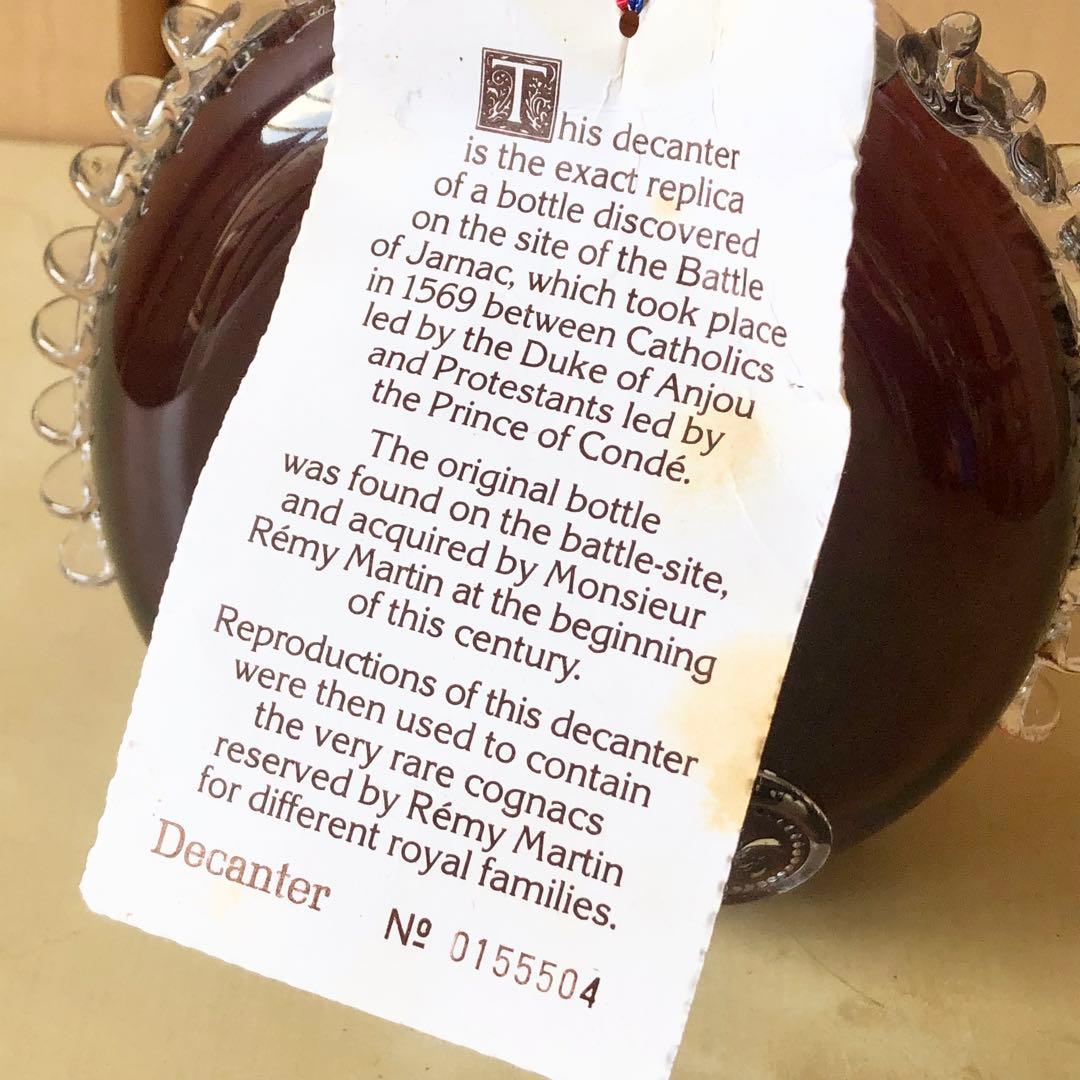 This decanter
is the exact replica
of a bottle discovered
on the site of the Battle
of Jarnac, which took place
in 1569 between Catholics
led by the Duke of Anjou
and Protestants led by
the Prince of Condé.
The original bottle
was found on the battle-site,
and acquired by Monsieur
Rémy Martin at the beginning
of this century.
Reproductions of this decanter
were then used to contain
the very rare cognacs
reserved by Rémy Martin
for different royal families.
Decanter
Nº 0155504